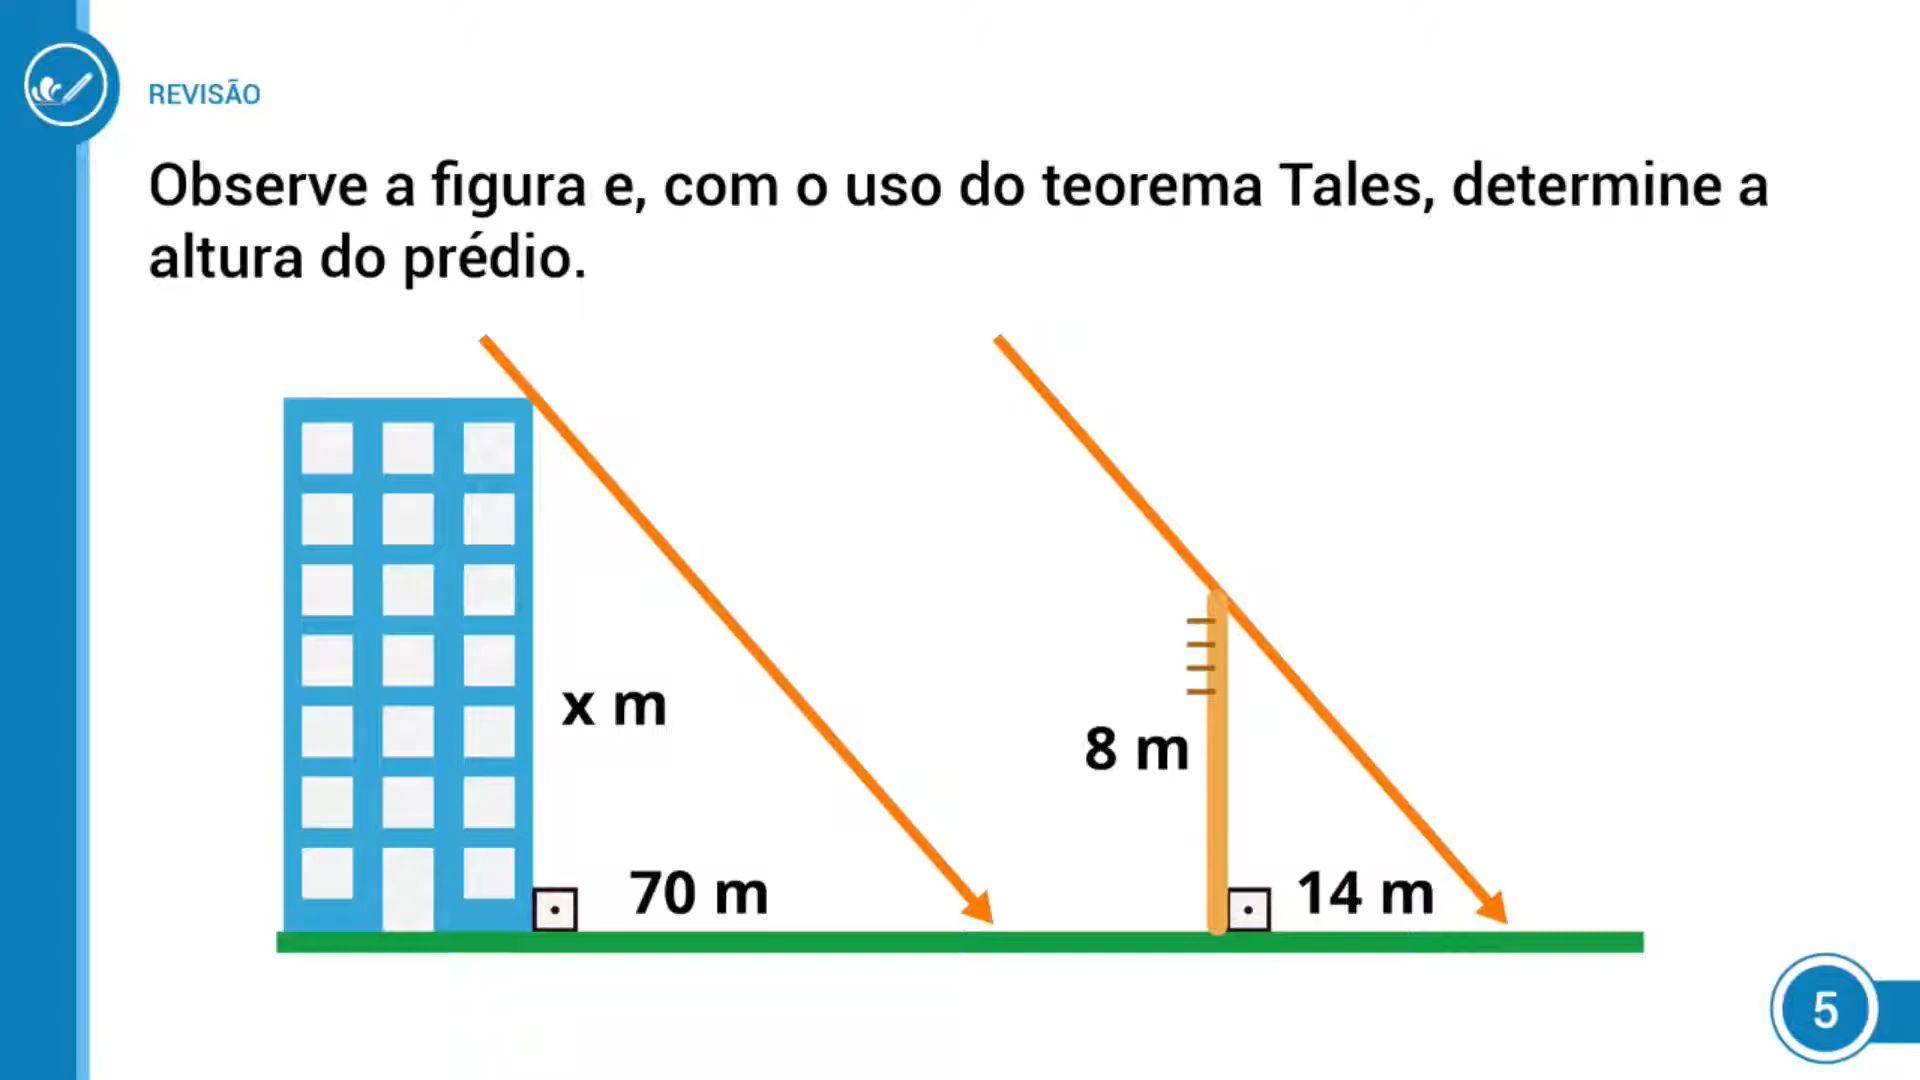 REVISÃO
Observe a figura e, com o uso do teorema Tales, determine a
altura do prédio.
x m
8 m
70 m
14 m
5